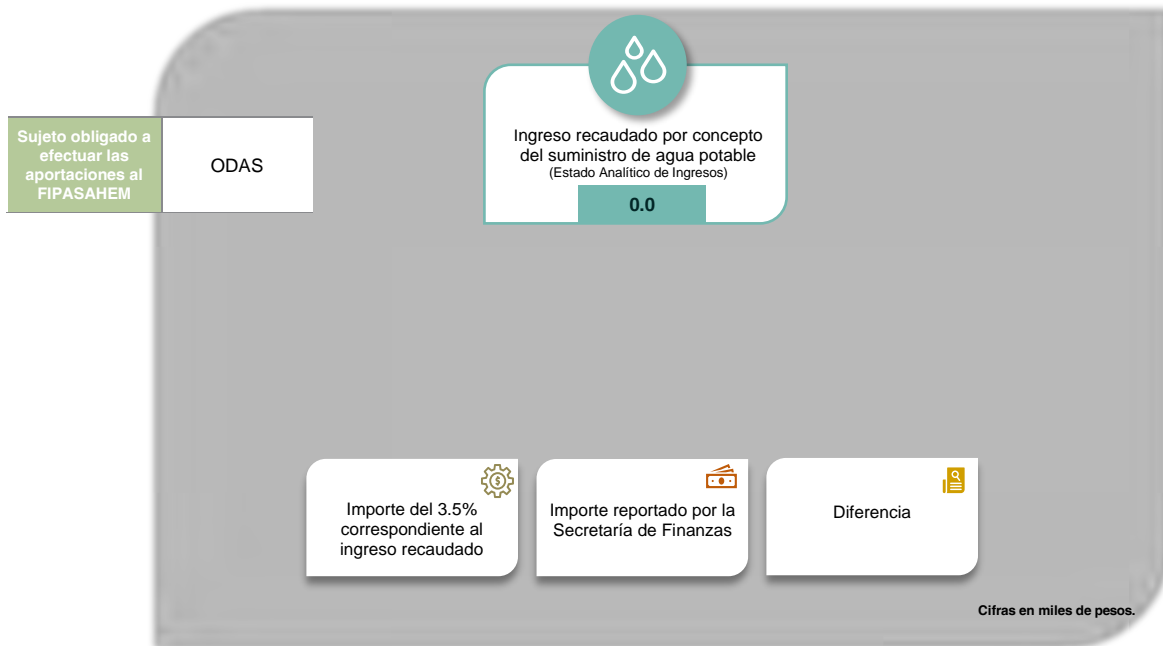 Sujeto obligado a
efectuar las
aportaciones al
FIPASAHEM
ODAS
Ingreso recaudado por concepto
del suministro de agua potable
(Estado Analítico de Ingresos)
0.0
Importe del 3.5%
correspondiente al
ingreso recaudado
Importe reportado por la
Secretaría de Finanzas
Diferencia
Cifras en miles de pesos.